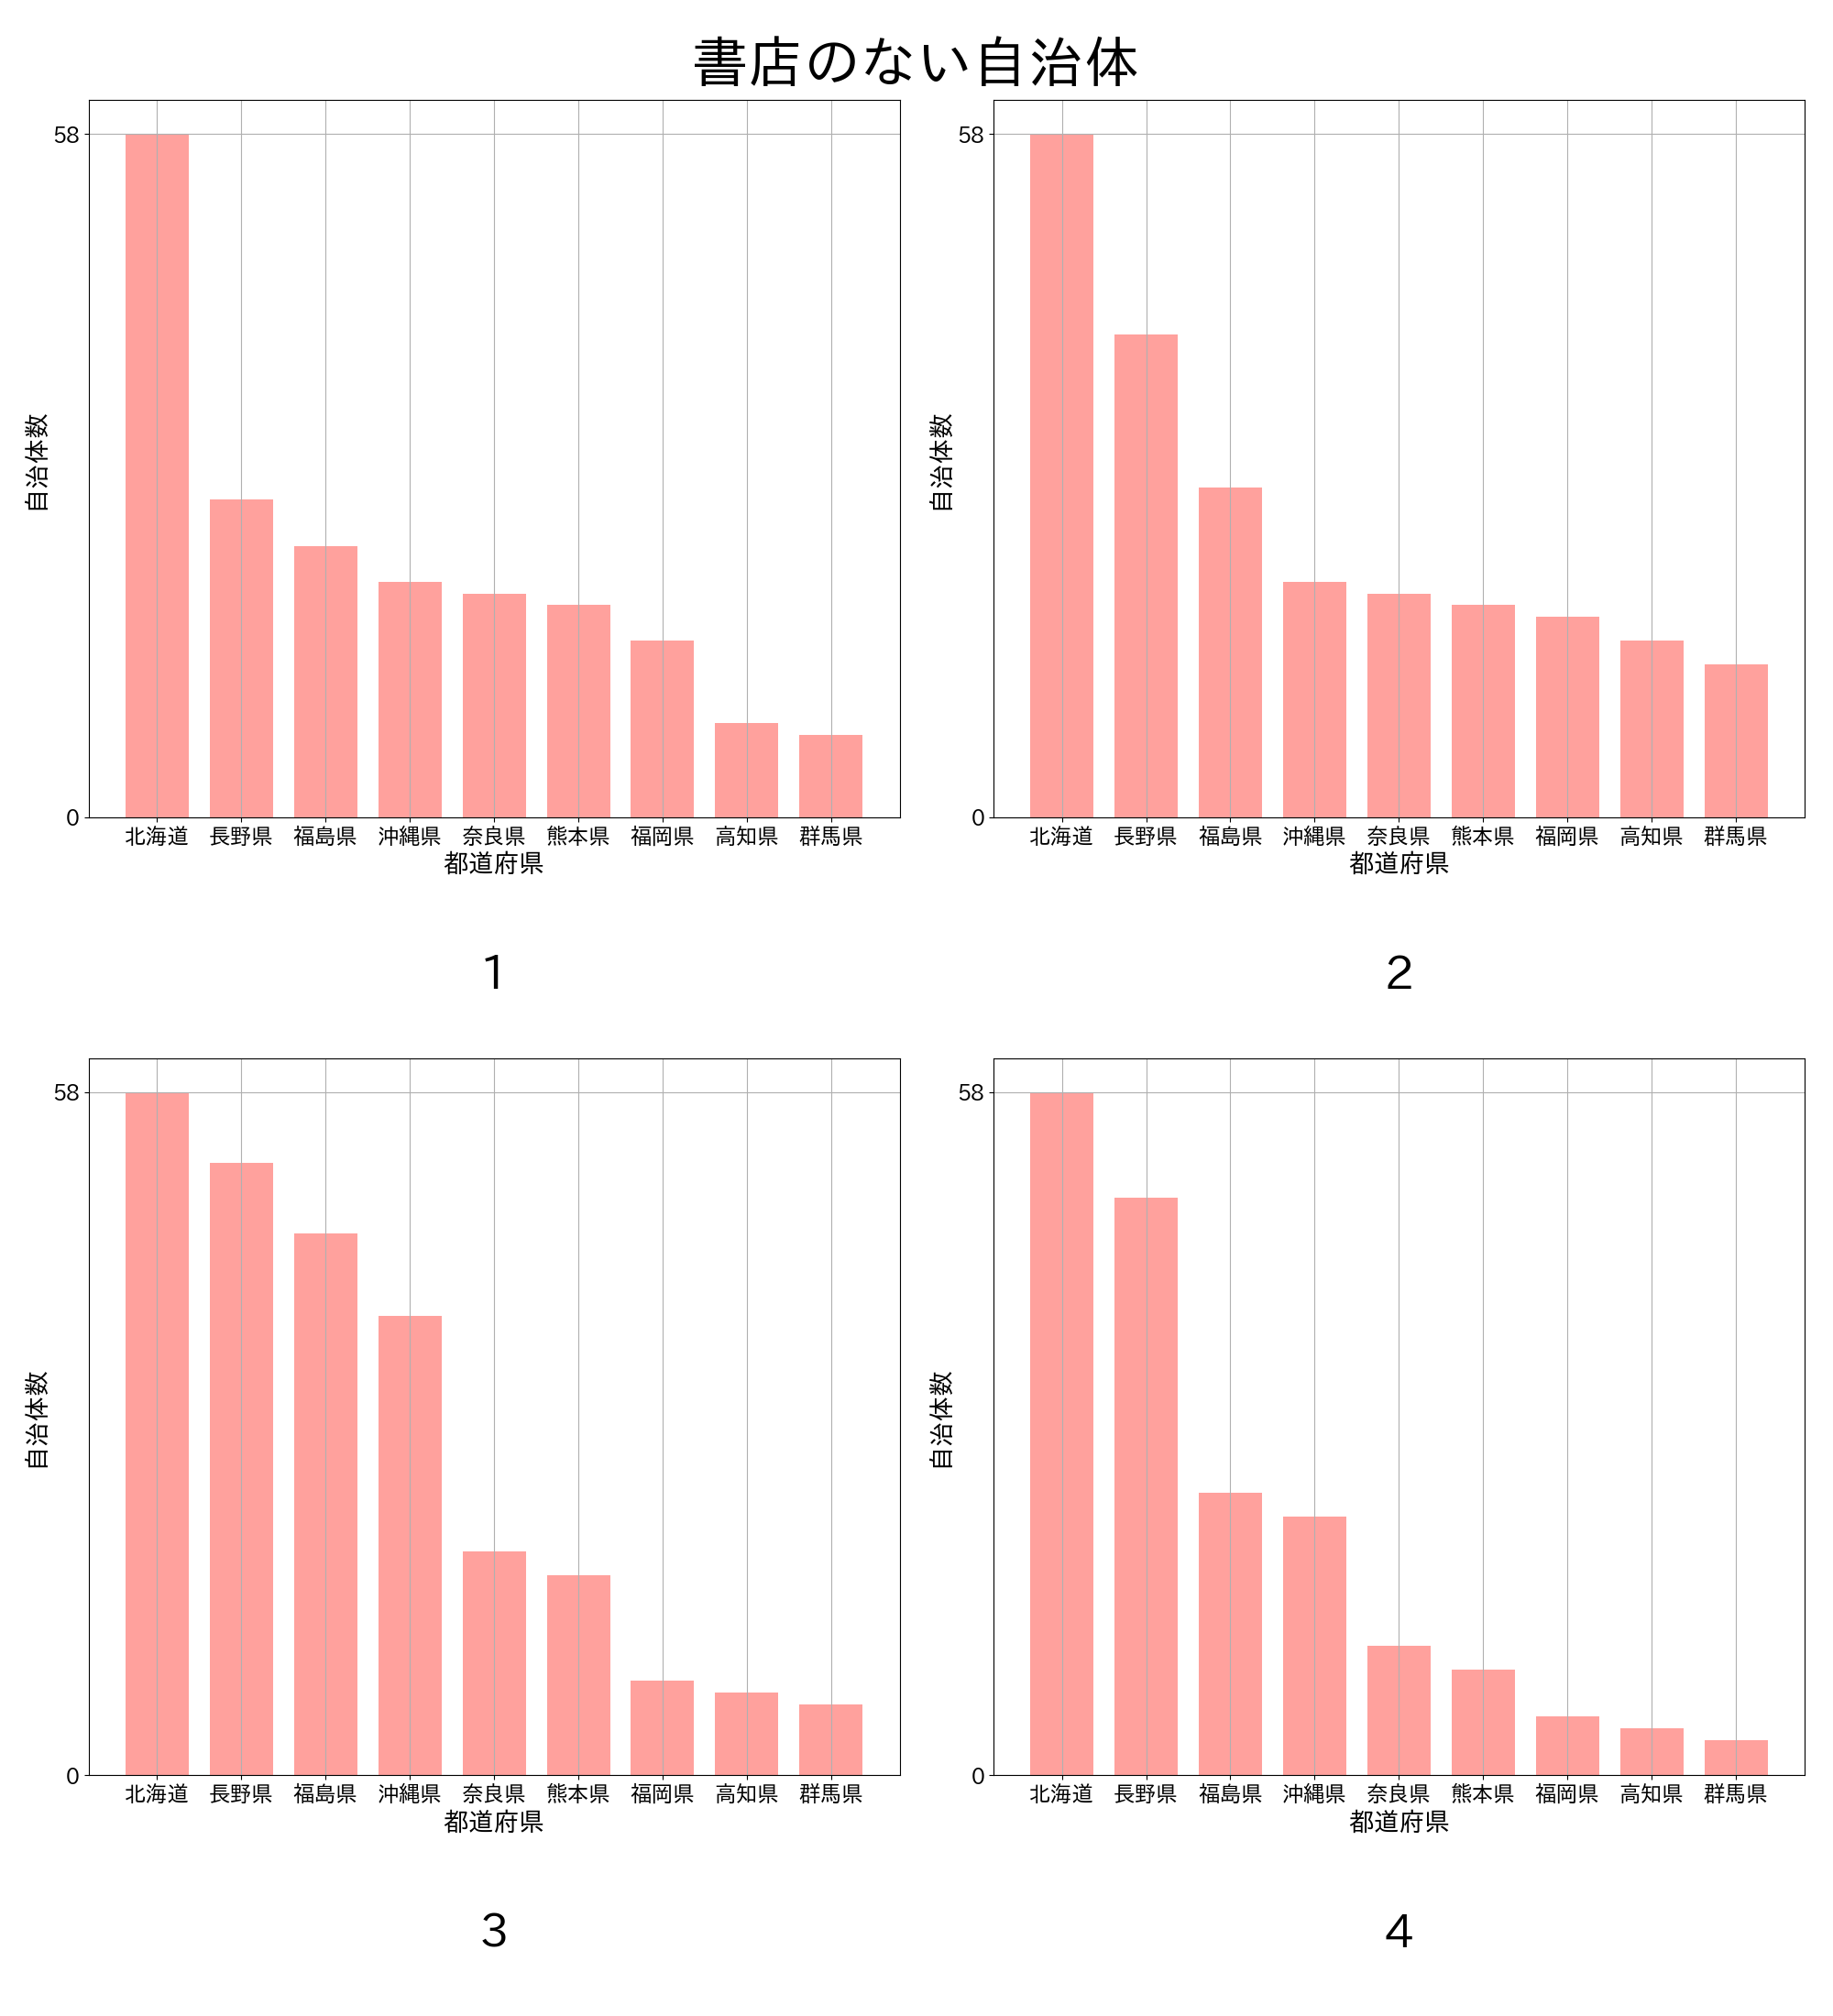 書店のない自治体
58
0
自治体数
北海道 長野県 福島県 沖縄県 奈良県 熊本県 福岡県 高知県 群馬県
都道府県
1
58
0
自治体数
北海道 長野県 福島県 沖縄県 奈良県 熊本県 福岡県 高知県 群馬県
都道府県
2
58
0
自治体数
北海道 長野県 福島県 沖縄県 奈良県 熊本県 福岡県 高知県 群馬県
都道府県
3
58
0
自治体数
北海道 長野県 福島県 沖縄県 奈良県 熊本県 福岡県 高知県 群馬県
都道府県
4